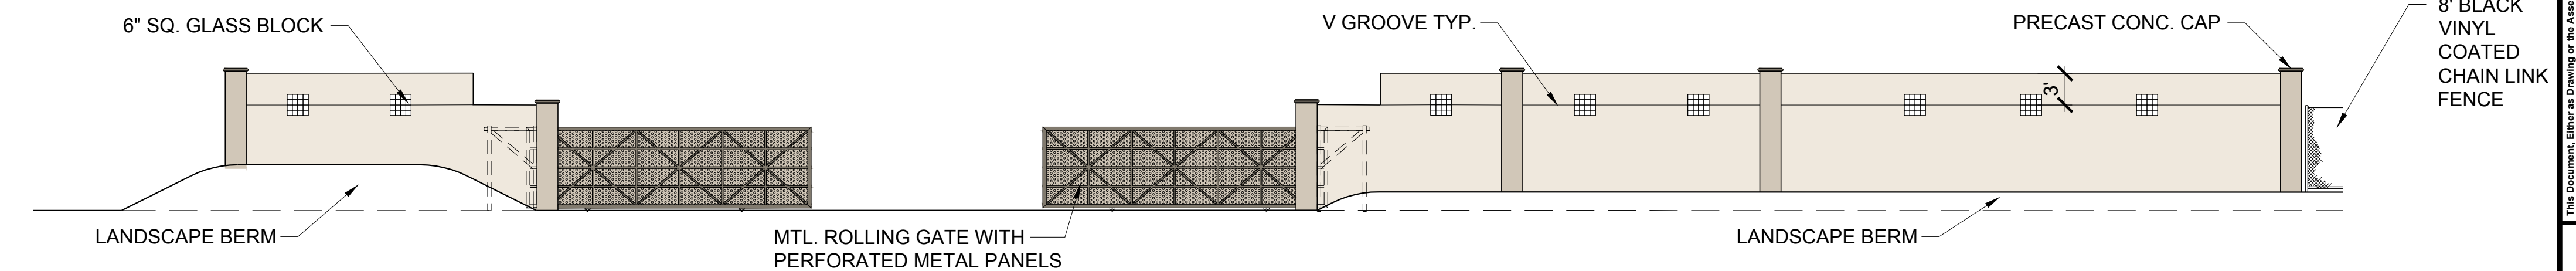 6" SQ. GLASS BLOCK
V GROOVE TYP.
PRECAST CONC. CAP
8' BLACK
VINYL
COATED
CHAIN LINK
FENCE
3'
LANDSCAPE BERM
MTL. ROLLING GATE WITH
PERFORATED METAL PANELS
LANDSCAPE BERM
This Document, Either as Drawing or the